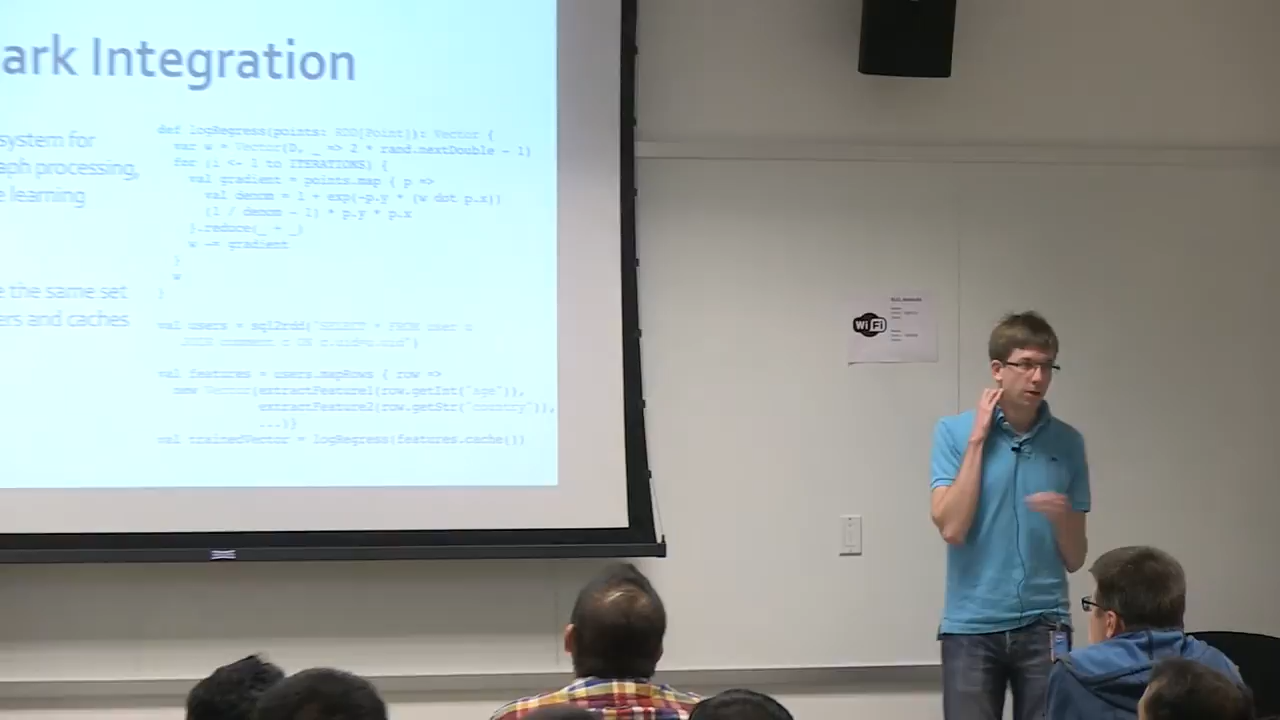 ark Integration
system for
aph processing,
e learning
e the same set
ers and caches
def logRegress(points: RDD[Point]): Vector {
var w = Vector(D, _ => 2 * rand.nextDouble - 1)
for (i <- 1 to ITERATIONS) {
val gradient = points.map { p =>
val denom = 1 + exp(-p.y * (w dot p.x))
(1 / denom - 1) * p.y * p.x
}.reduce(_ + _)
w -= gradient
}
w
}
val users = sql2rdd("SELECT * FROM user u
JOIN comment c ON c.uid=u.uid")
val features = users.mapRows { row =>
new Vector(extractFeature1(row.getInt("age")),
extractFeature2(row.getStr("country")),
...)}
val trainedVector = logRegress(features.cache())
WiFi